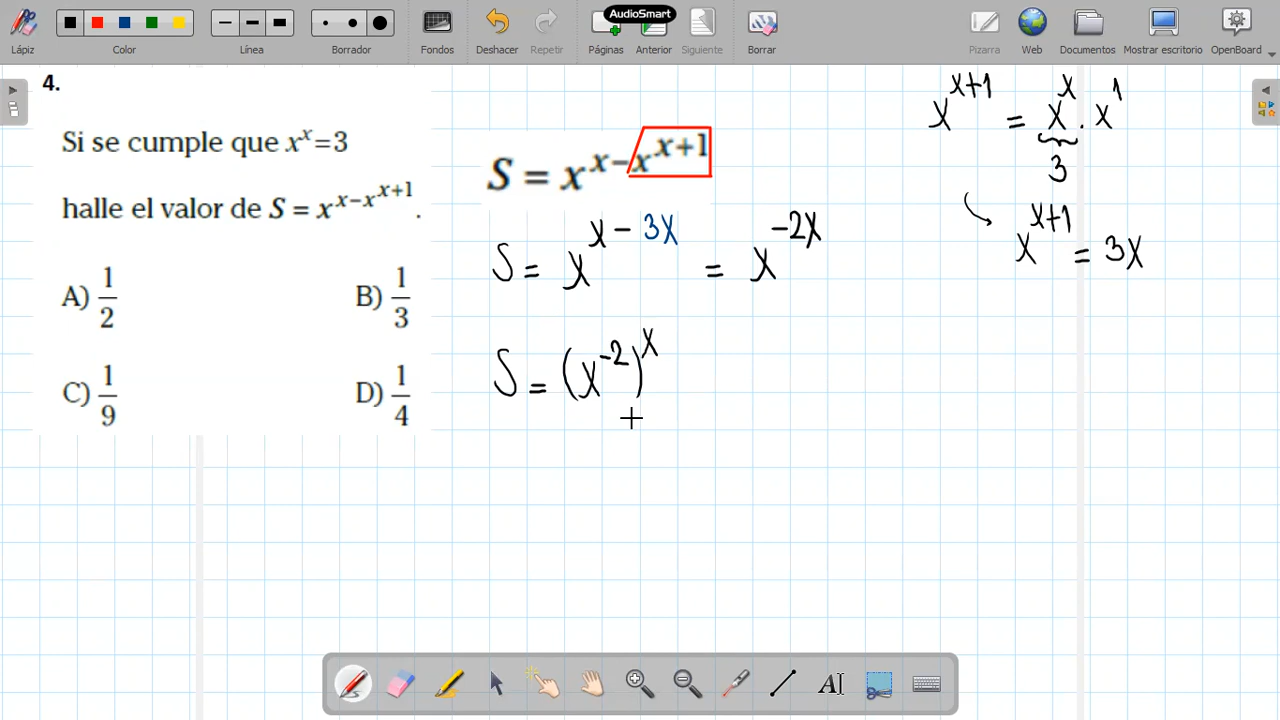 AudioSmart
Lápiz Color Línea Borrador Fondos Deshacer Repetir Páginas Anterior Siguiente Borrar Pizarra Web Documentos Mostrar escritorio OpenBoard
4.
Si se cumple que x^x=3
halle el valor de S = x^{x-x^{x+1}}.
A) 1/2 B) 1/3
C) 1/9 D) 1/4
S = x^{x-x^{x+1}}
S = x^{x-3x} = x^{-2x}
S = (x^{-2})^x
x^{x+1} = x^x . x^1
3
x^{x+1} = 3x
AI